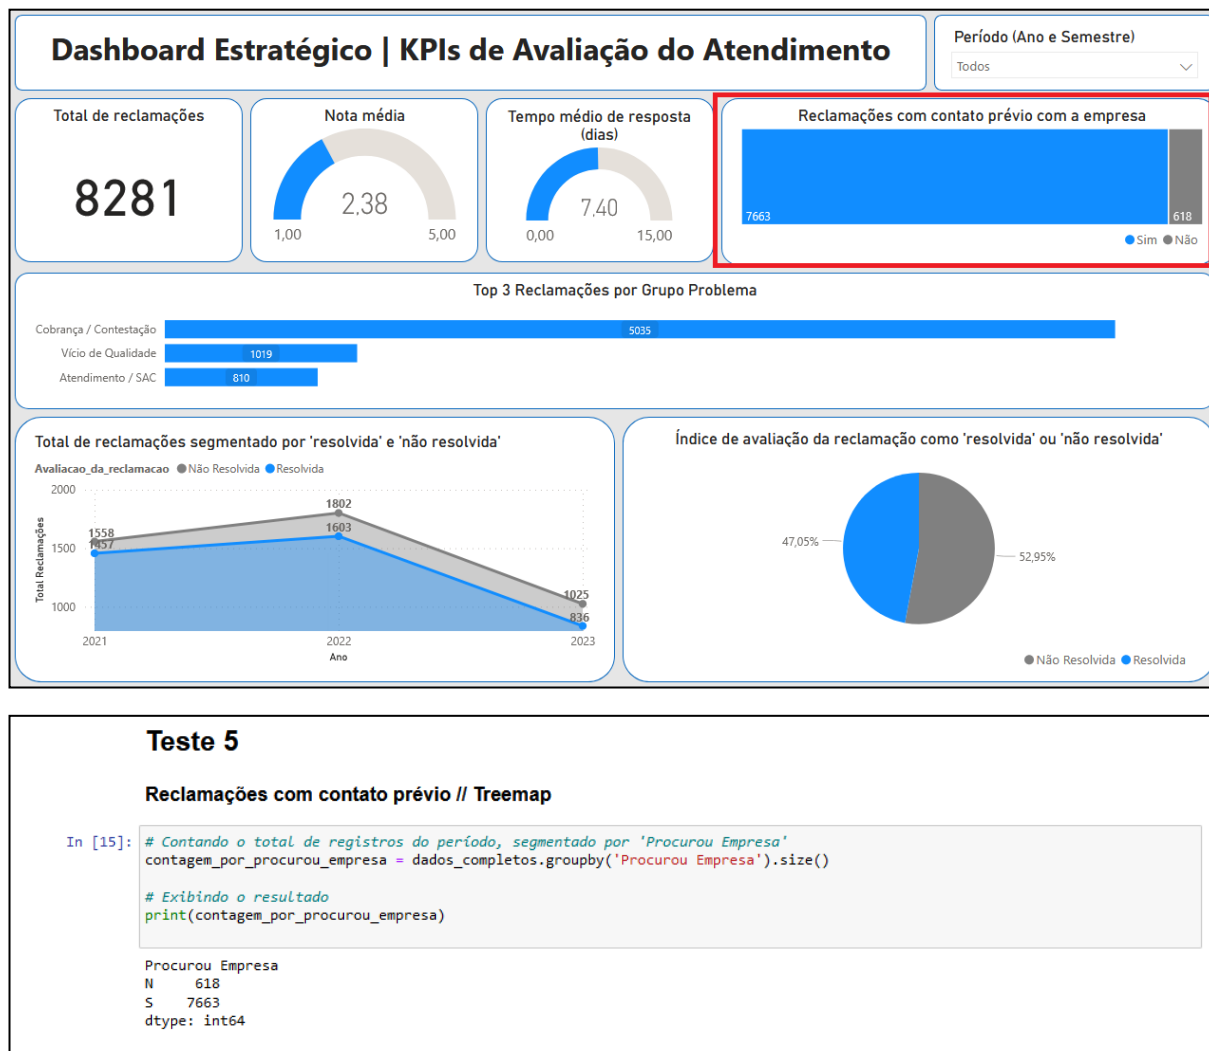 Dashboard Estratégico | KPIs de Avaliação do Atendimento
Período (Ano e Semestre)
Todos
Total de reclamações
8281
Nota média
2,38
1,00
5,00
Tempo médio de resposta
(dias)
7,40
0,00
15,00
Reclamações com contato prévio com a empresa
7663
618
Sim Não
Top 3 Reclamações por Grupo Problema
Cobrança / Contestação
5035
Vício de Qualidade
1019
Atendimento / SAC
810
Total de reclamações segmentado por 'resolvida' e 'não resolvida'
Avaliacao_da_reclamacao Não Resolvida Resolvida
Total Reclamações
2000
1500
1000
1558
1457
1802
1603
1025
836
2021
2022
2023
Ano
Índice de avaliação da reclamação como 'resolvida' ou 'não resolvida'
47,05%
52,95%
Não Resolvida Resolvida
Teste 5
Reclamações com contato prévio // Treemap
In [15]: # Contando o total de registros do período, segmentado por 'Procurou Empresa'
contagem_por_procurou_empresa = dados_completos.groupby('Procurou Empresa').size()
# Exibindo o resultado
print(contagem_por_procurou_empresa)
Procurou Empresa
N 618
S 7663
dtype: int64